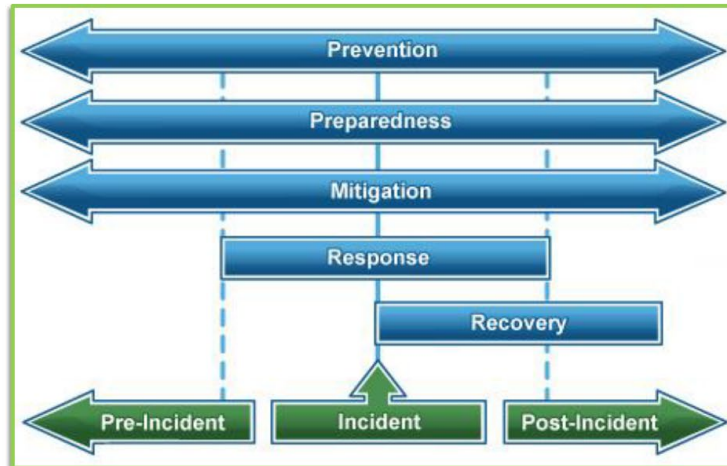 Prevention
Preparedness
Mitigation
Response
Recovery
Pre-Incident
Incident
Post-Incident